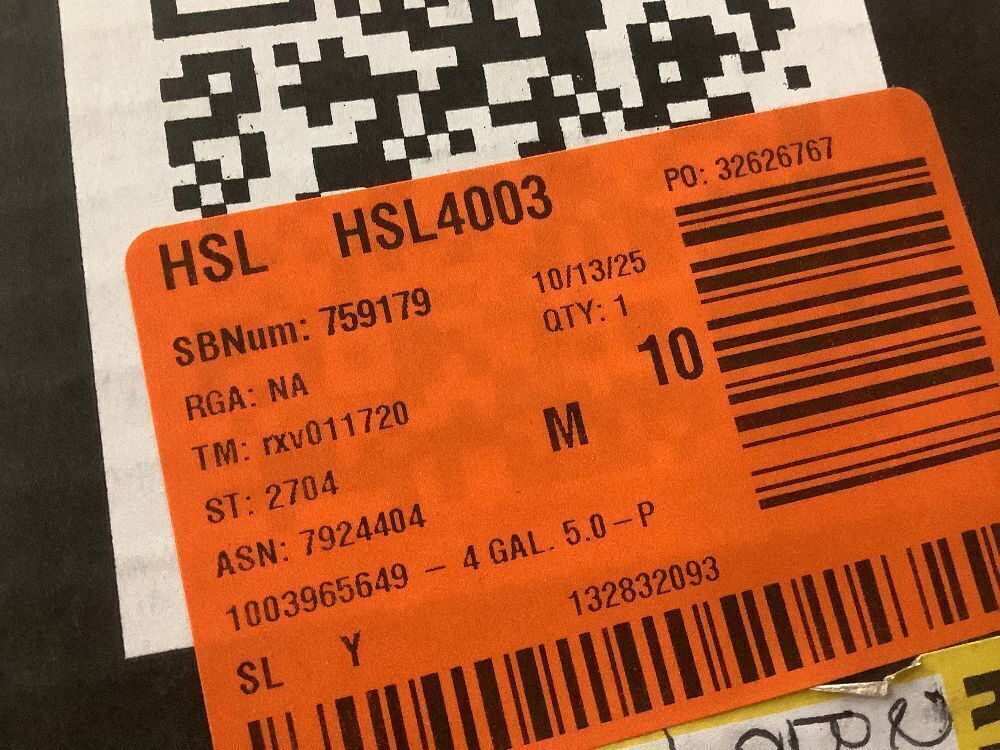 HSL HSL4003
PO: 32626767
SBNum: 759179
10/13/25
QTY: 1
RGA: NA
10
TM: rxv011720
M
ST: 2704
ASN: 7924404
1003965649 – 4 GAL. 5.0–P
132832093
SL Y